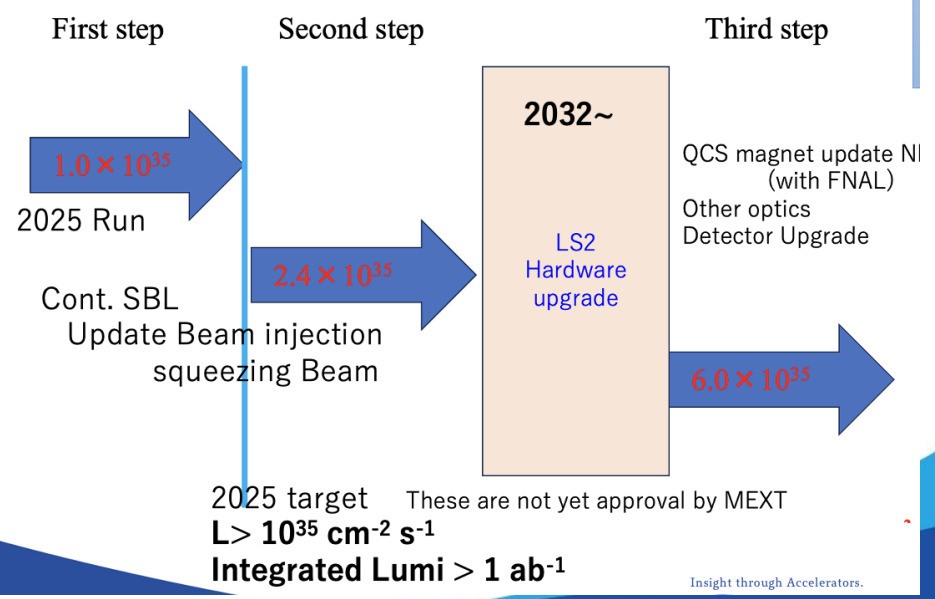 First step
Second step
Third step
1.0 × 10³⁵
2025 Run
Cont. SBL
Update Beam injection
squeezing Beam
2.4 × 10³⁵
2032~
LS2
Hardware
upgrade
QCS magnet update
(with FNAL)
Other optics
Detector Upgrade
6.0 × 10³⁵
2025 target
L> 10³⁵ cm⁻² s⁻¹
Integrated Lumi > 1 ab⁻¹
These are not yet approval by MEXT
Insight through Accelerators.